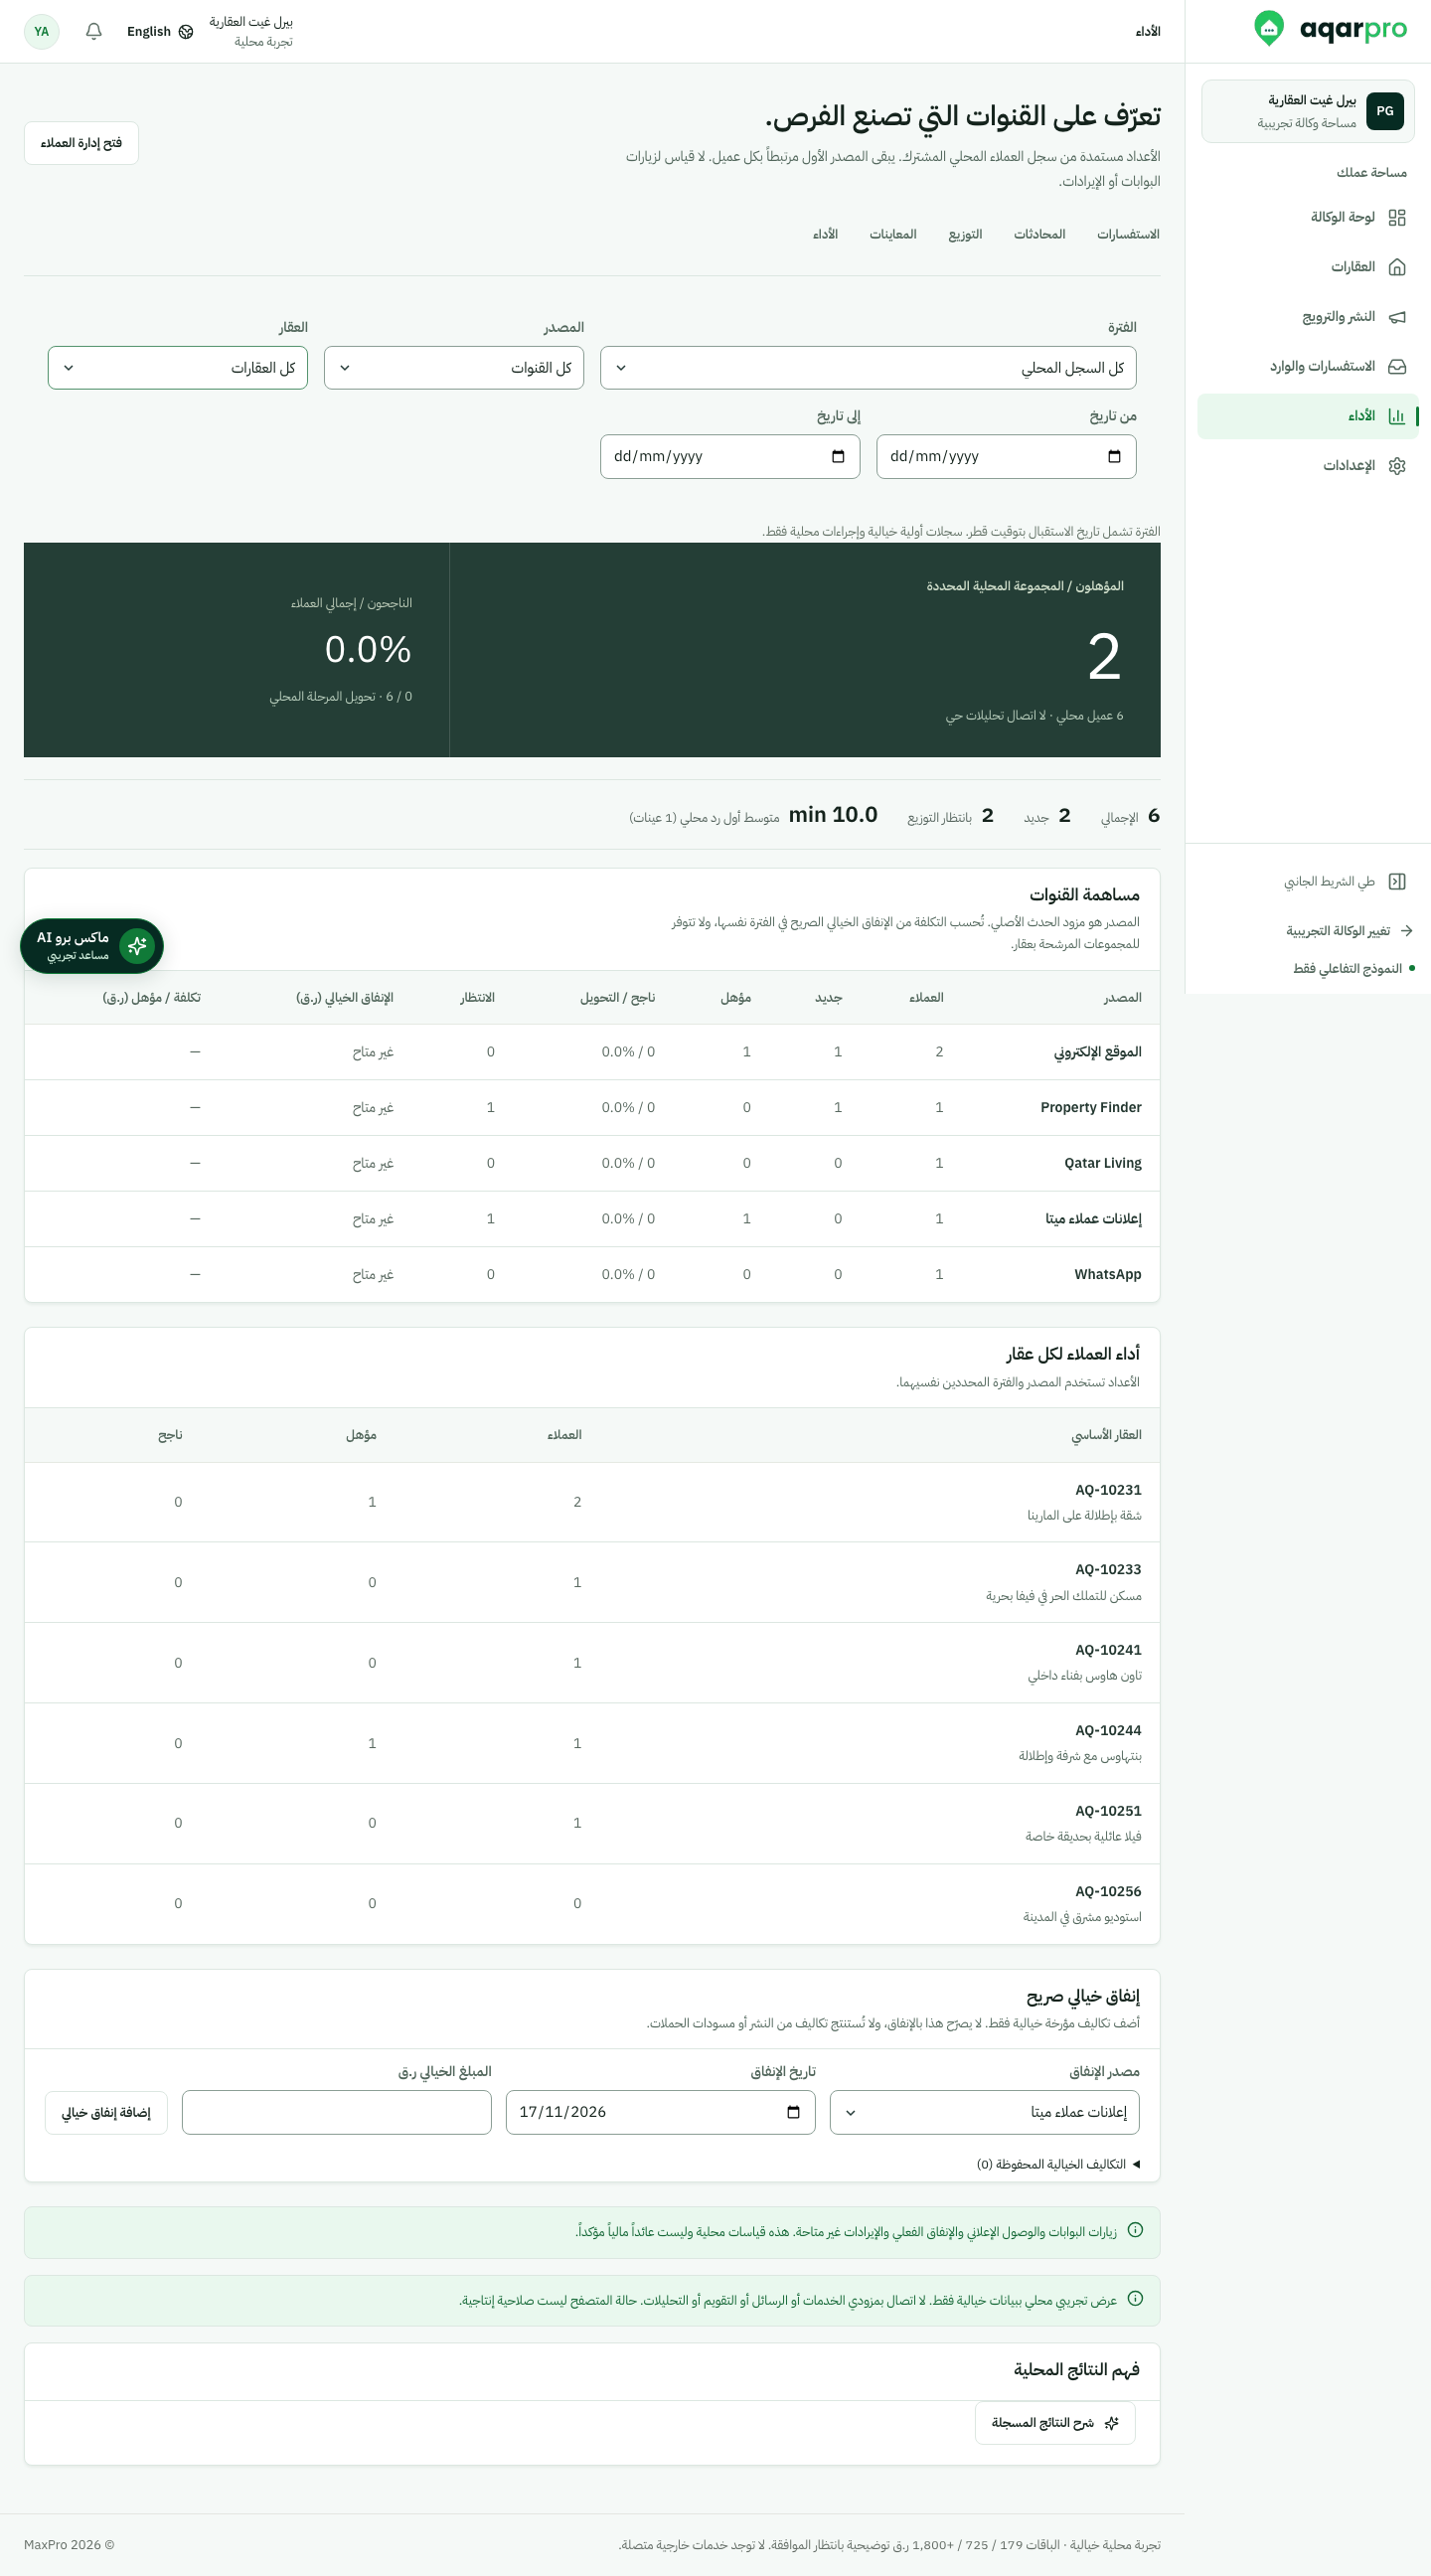 aqarpro
الأداء
بيرل غيت العقارية
تجربة محلية
English
YA
PG
بيرل غيت العقارية
مساحة وكالة تجريبية
مساحة عملك
لوحة الوكالة
العقارات
النشر والترويج
الاستفسارات والوارد
الأداء
الإعدادات
طي الشريط الجانبي
تغيير الوكالة التجريبية
النموذج التفاعلي فقط
تعرّف على القنوات التي تصنع الفرص.
الأعداد مستمدة من سجل العملاء المحلي المشترك. يبقى المصدر الأول مرتبطاً بكل عميل. لا قياس لزيارات
البوابات أو الإيرادات.
فتح إدارة العملاء
الاستفسارات المحادثات التوزيع المعاينات الأداء
الفترة المصدر العقار
كل السجل المحلي كل القنوات كل العقارات
من تاريخ إلى تاريخ
dd/mm/yyyy dd/mm/yyyy
الفترة تشمل تاريخ الاستقبال بتوقيت قطر. سجلات أولية خيالية وإجراءات محلية فقط.
المؤهلون / المجموعة المحلية المحددة
2
6 عميل محلي · لا اتصال تحليلات حي
الناجحون / إجمالي العملاء
0.0%
0 / 6 · تحويل المرحلة المحلي
6 الإجمالي 2 جديد 2 بانتظار التوزيع 10.0 min متوسط أول رد محلي (1 عينات)
مساهمة القنوات
المصدر هو مزود الحدث الأصلي. تُحسب التكلفة من الإنفاق الخيالي الصريح في الفترة نفسها، ولا تتوفر
للمجموعات المرشحة بعقار.
ماكس برو AI
مساعد تجريبي
المصدر العملاء جديد مؤهل ناجح / التحويل الانتظار الإنفاق الخيالي (ر.ق) تكلفة / مؤهل (ر.ق)
الموقع الإلكتروني 2 1 1 0 / 0.0% 0 غير متاح —
Property Finder 1 1 0 0 / 0.0% 1 غير متاح —
Qatar Living 1 0 0 0 / 0.0% 0 غير متاح —
إعلانات عملاء ميتا 1 0 1 0 / 0.0% 1 غير متاح —
WhatsApp 1 0 0 0 / 0.0% 0 غير متاح —
أداء العملاء لكل عقار
الأعداد تستخدم المصدر والفترة المحددين نفسيهما.
العقار الأساسي العملاء مؤهل ناجح
AQ-10231 2 1 0
شقة بإطلالة على المارينا
AQ-10233 1 0 0
مسكن للتملك الحر في فيفا بحرية
AQ-10241 1 0 0
تاون هاوس بفناء داخلي
AQ-10244 1 1 0
بنتهاوس مع شرفة وإطلالة
AQ-10251 1 0 0
فيلا عائلية بحديقة خاصة
AQ-10256 0 0 0
استوديو مشرق في المدينة
إنفاق خيالي صريح
أضف تكاليف مؤرخة خيالية فقط. لا يصرّح هذا بالإنفاق، ولا تُستنتج تكاليف من النشر أو مسودات الحملات.
مصدر الإنفاق تاريخ الإنفاق المبلغ الخيالي ر.ق
إعلانات عملاء ميتا 17/11/2026 إضافة إنفاق خيالي
التكاليف الخيالية المحفوظة (0)
زيارات البوابات والوصول الإعلاني والإنفاق الفعلي والإيرادات غير متاحة. هذه قياسات محلية وليست عائداً مالياً مؤكداً.
عرض تجريبي محلي ببيانات خيالية فقط. لا اتصال بمزودي الخدمات أو الرسائل أو التقويم أو التحليلات. حالة المتصفح ليست صلاحية إنتاجية.
فهم النتائج المحلية
شرح النتائج المسجلة
تجربة محلية خيالية · الباقات 179 / 725 / +1,800 ر.ق توضيحية بانتظار الموافقة. لا توجد خدمات خارجية متصلة.
© 2026 MaxPro